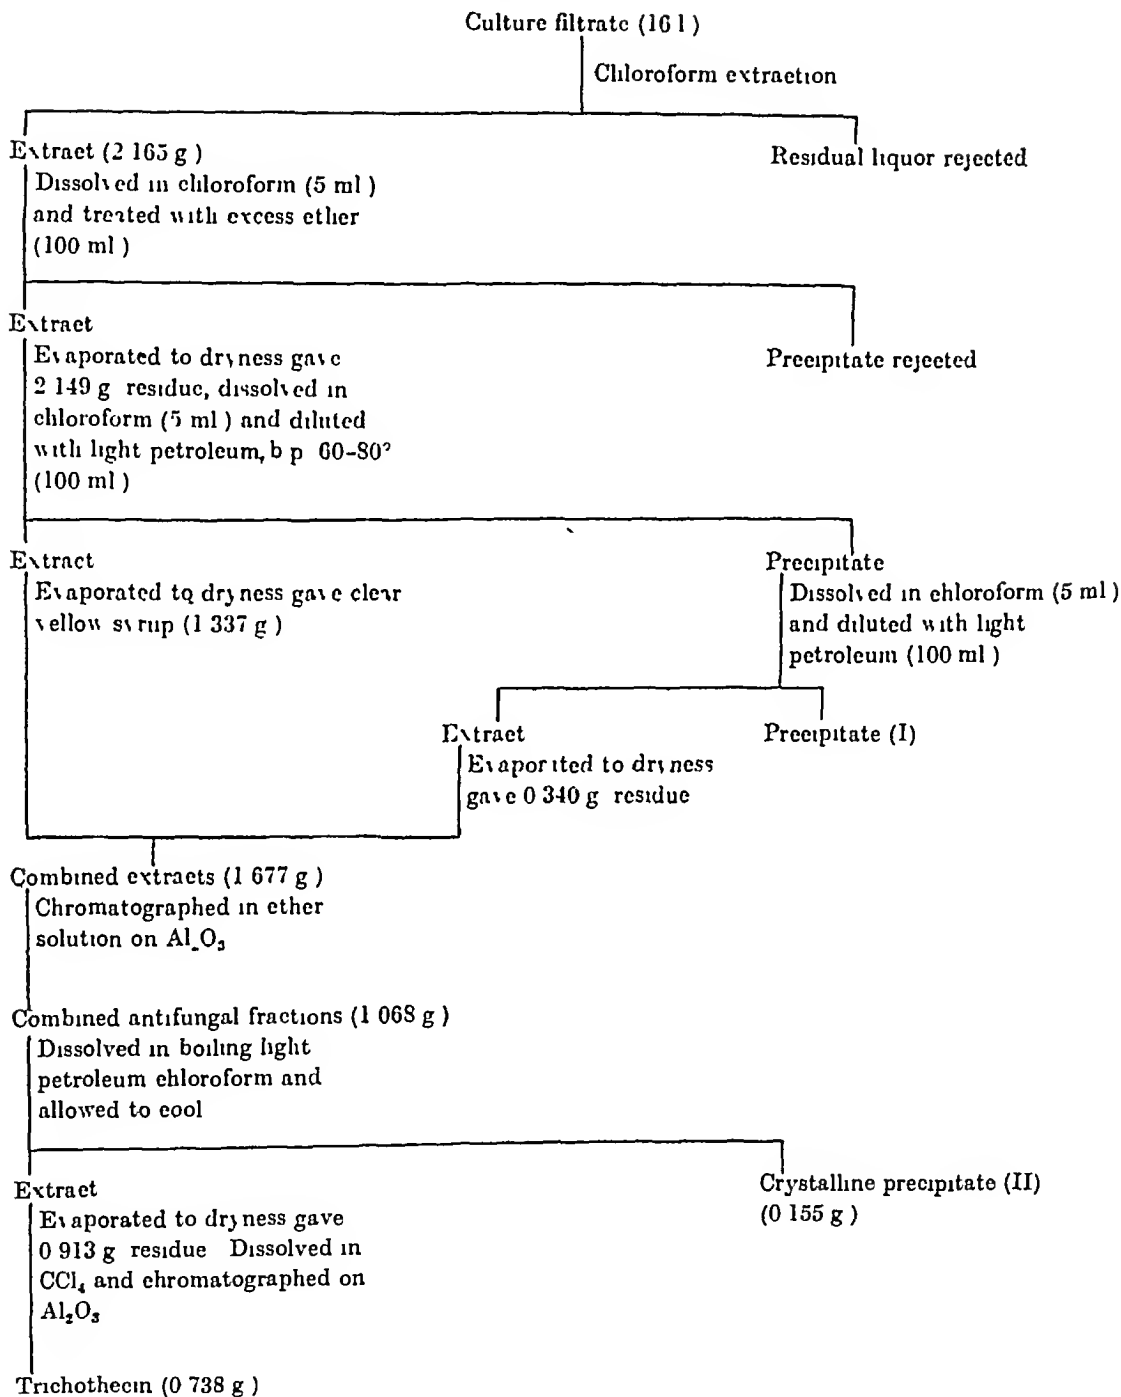 Culture filtrate (16 l)
Chloroform extraction
Extract (2 165 g)
Dissolved in chloroform (5 ml)
and treated with excess ether
(100 ml)
Residual liquor rejected
Extract
Evaporated to dryness gave
2 149 g residue, dissolved in
chloroform (5 ml) and diluted
with light petroleum, b p 60-80°
(100 ml)
Precipitate rejected
Extract
Evaporated to dryness gave clear
yellow syrup (1 337 g)
Precipitate
Dissolved in chloroform (5 ml)
and diluted with light
petroleum (100 ml)
Extract
Evaporated to dryness
gave 0 340 g residue
Precipitate (I)
Combined extracts (1 677 g)
Chromatographed in ether
solution on Al₂O₃
Combined antifungal fractions (1 068 g)
Dissolved in boiling light
petroleum chloroform and
allowed to cool
Extract
Evaporated to dryness gave
0 913 g residue Dissolved in
CCl₄ and chromatographed on
Al₂O₃
Crystalline precipitate (II)
(0 155 g)
Trichothecin (0 738 g)